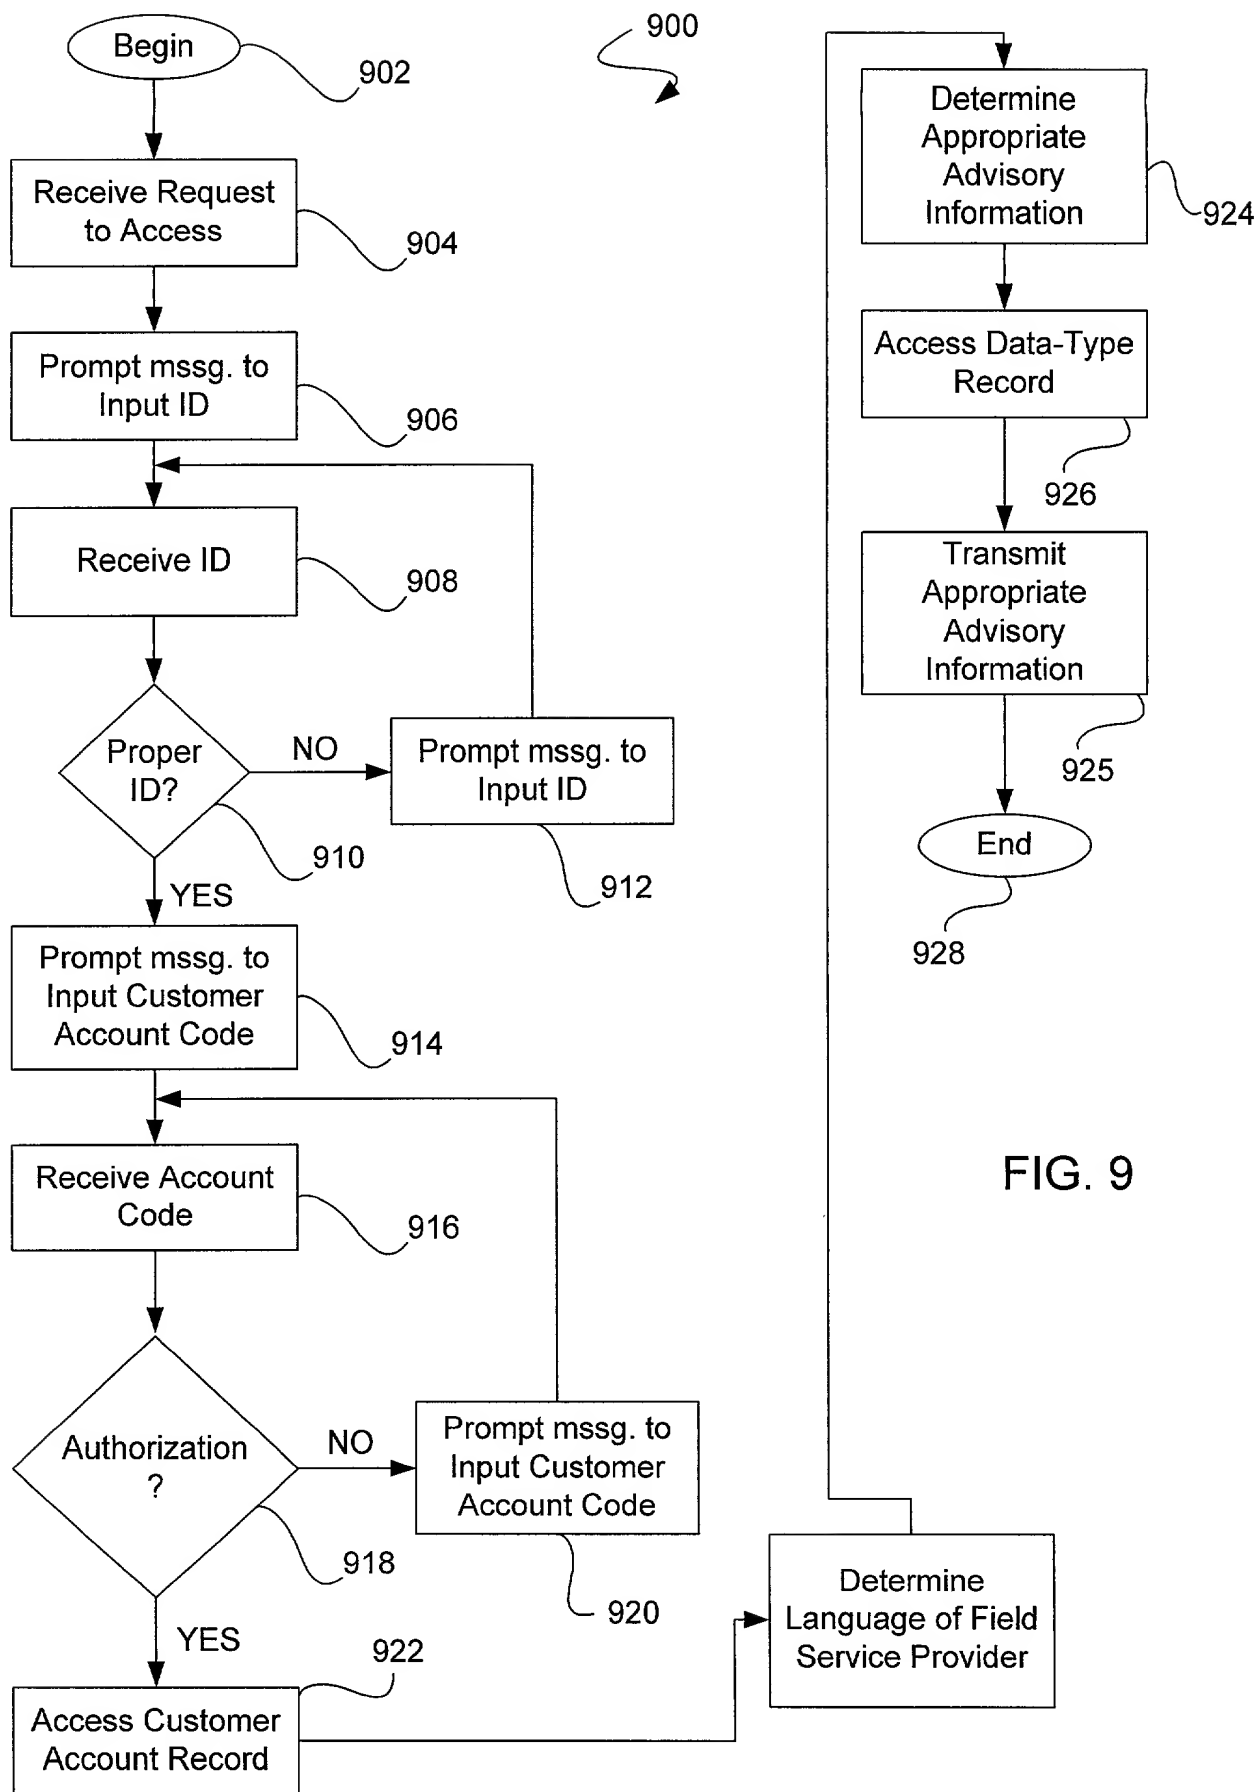 Begin
902
900
Receive Request
to Access
904
Prompt mssg. to
Input ID
906
Receive ID
908
Proper
ID?
NO
910
Prompt mssg. to
Input ID
912
YES
Prompt mssg. to
Input Customer
Account Code
914
Receive Account
Code
916
Authorization
?
NO
918
Prompt mssg. to
Input Customer
Account Code
920
YES
922
Access Customer
Account Record
Determine
Language of Field
Service Provider
Determine
Appropriate
Advisory
Information
924
Access Data-Type
Record
926
Transmit
Appropriate
Advisory
Information
925
End
928
FIG. 9